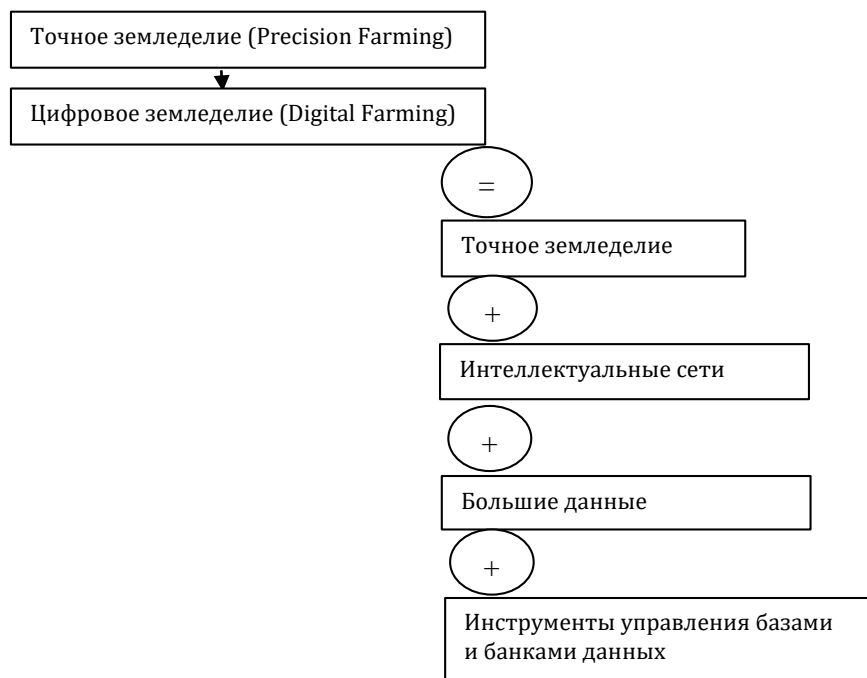 Точное земледелие (Precision Farming)
Цифровое земледелие (Digital Farming)
=
Точное земледелие
+
Интеллектуальные сети
+
Большие данные
+
Инструменты управления базами
и банками данных